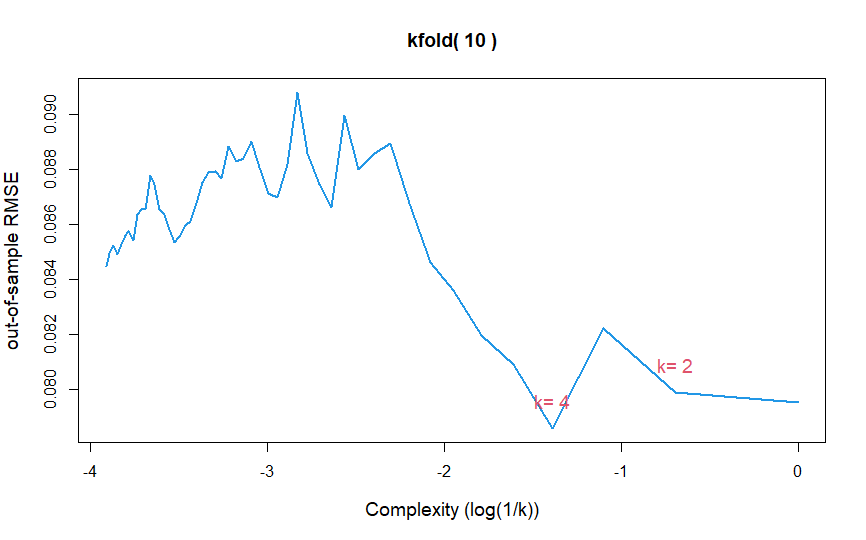 kfold( 10 )
out-of-sample RMSE
0.090
0.088
0.086
0.084
0.082
0.080
k= 2
k= 4
-4 -3 -2 -1 0
Complexity (log(1/k))